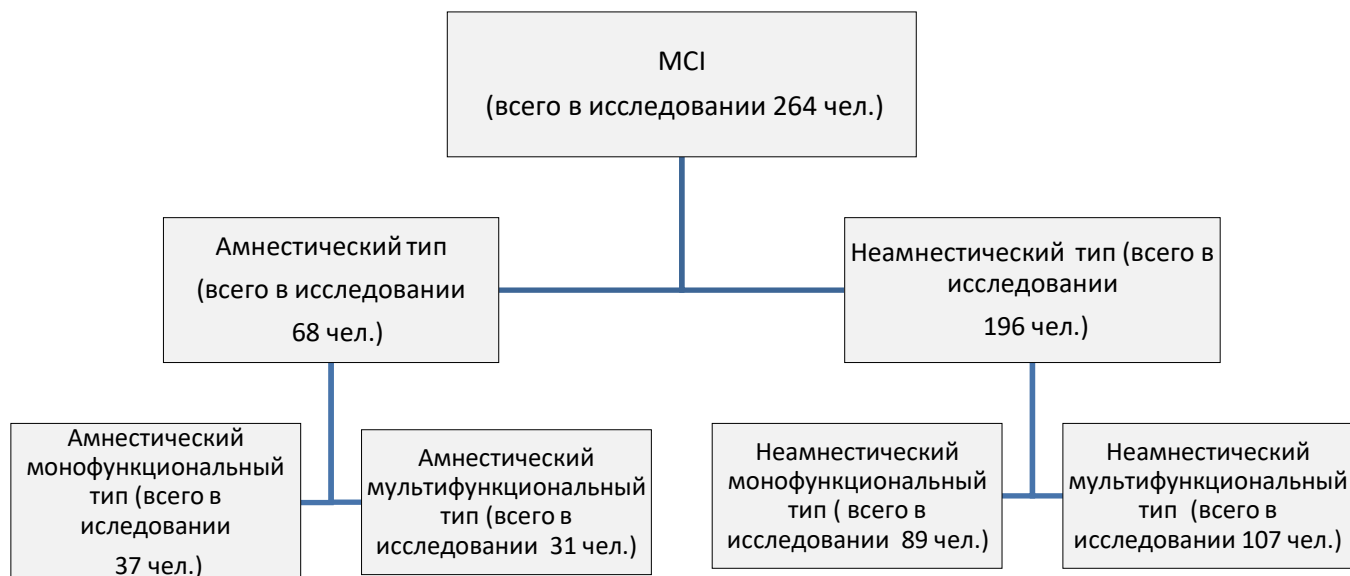 MCI
(всего в исследовании 264 чел.)
Амнестический тип
(всего в исследовании
68 чел.)
Неамнестический тип (всего в
исследовании
196 чел.)
Амнестический
монофункциональный
тип (всего в
иследовании
37 чел.)
Амнестический
мультифункциональный
тип (всего в
исследовании 31 чел.)
Неамнестический
монофункциональный
тип ( всего в
исследовании 89 чел.)
Неамнестический
мультифункциональный
тип (всего в
исследовании 107 чел.)